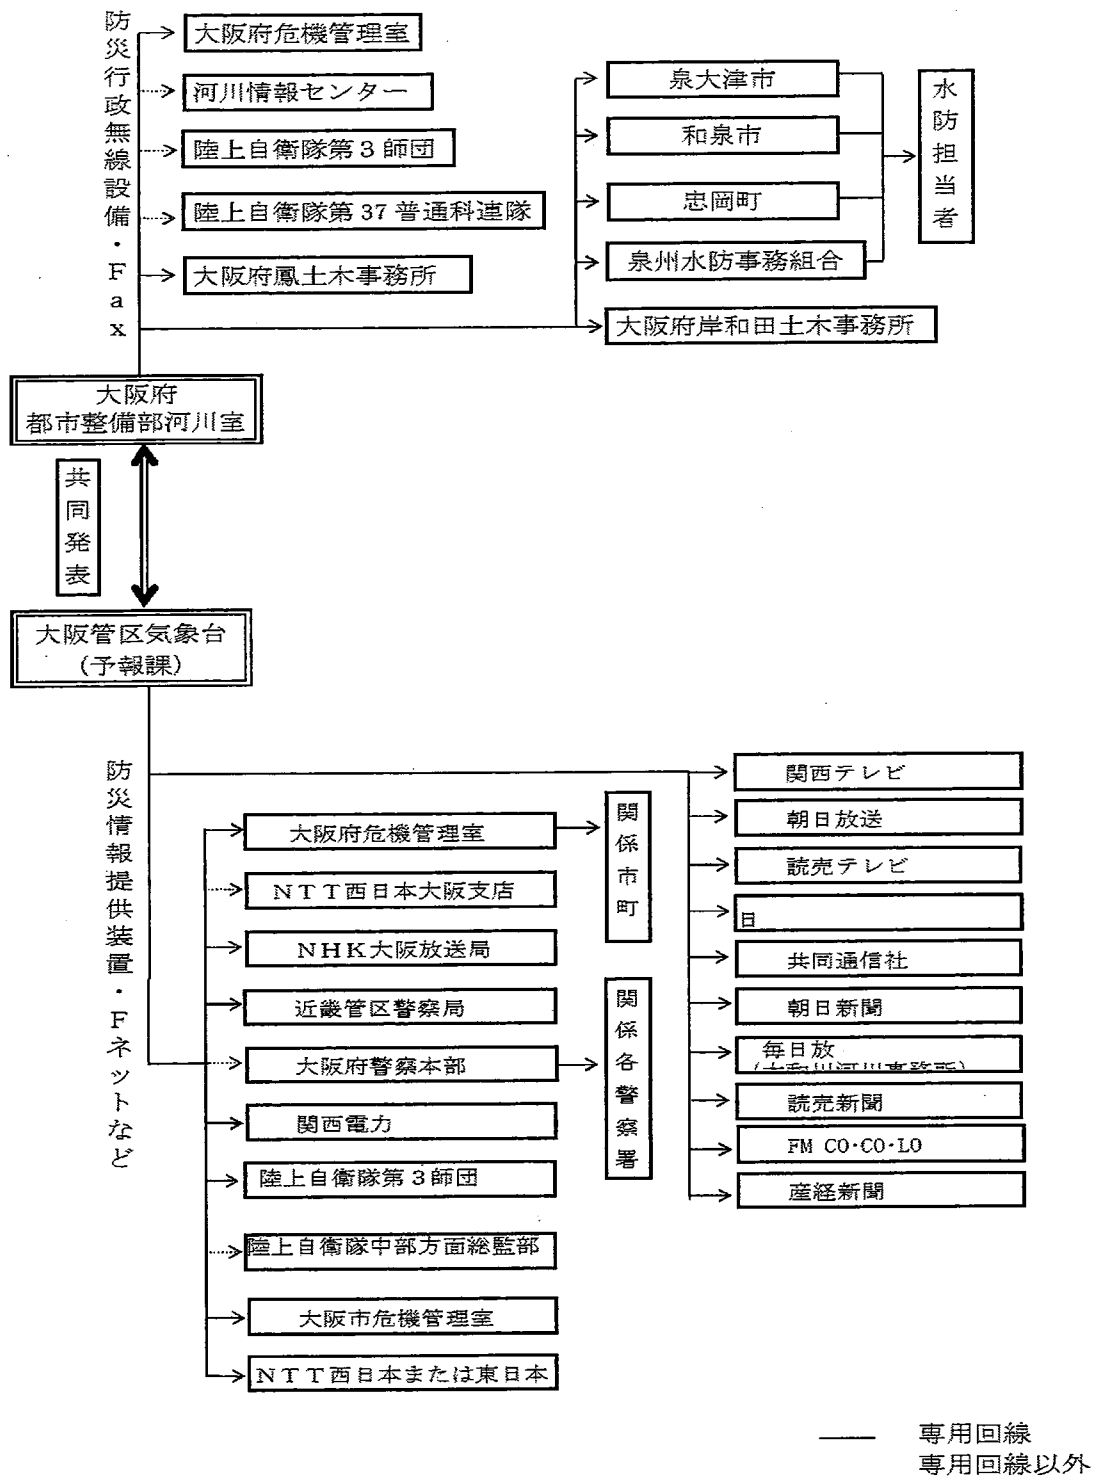 防災行政無線設備・Fax
大阪府危機管理室
河川情報センター
陸上自衛隊第３師団
陸上自衛隊第37普通科連隊
大阪府鳳土木事務所
泉大津市
和泉市
忠岡町
泉州水防事務組合
大阪府岸和田土木事務所
水防担当者
大阪府
都市整備部河川室
共同発表
大阪管区気象台
（予報課）
防災情報提供装置・Fネットなど
大阪府危機管理室
ＮＴＴ西日本大阪支店
ＮＨＫ大阪放送局
近畿管区警察局
大阪府警察本部
関西電力
陸上自衛隊第３師団
陸上自衛隊中部方面総監部
大阪市危機管理室
ＮＴＴ西日本または東日本
関係市町
関係各警察署
関西テレビ
朝日放送
読売テレビ
日
共同通信社
朝日新聞
毎日放
（大和川河川事務所）
読売新聞
FM CO・CO・LO
産経新聞
専用回線
専用回線以外